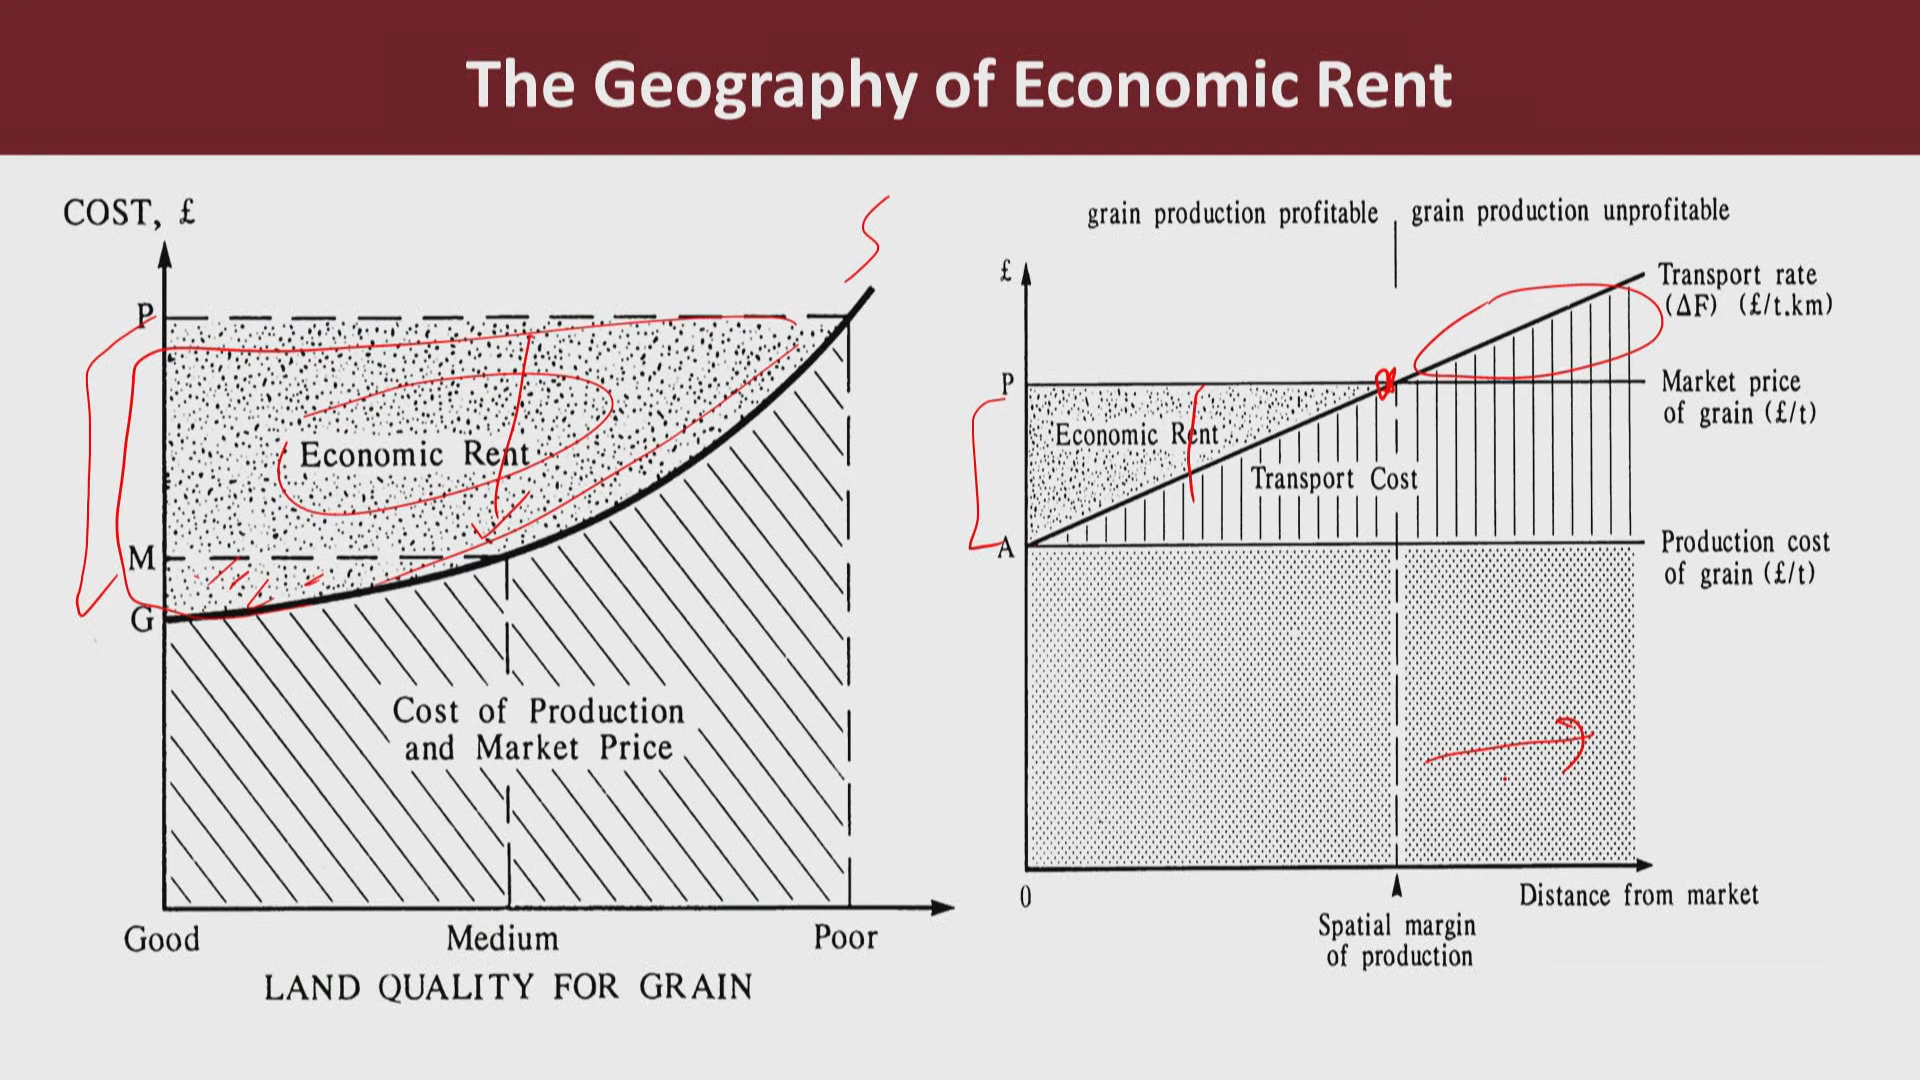 The Geography of Economic Rent
COST, £
P
Economic Rent
M
G
Cost of Production
and Market Price
Good
Medium
Poor
LAND QUALITY FOR GRAIN
grain production profitable
grain production unprofitable
£
Transport rate
(ΔF) (£/t.km)
P
Market price
of grain (£/t)
Economic Rent
Transport Cost
A
Production cost
of grain (£/t)
0
Distance from market
Spatial margin
of production